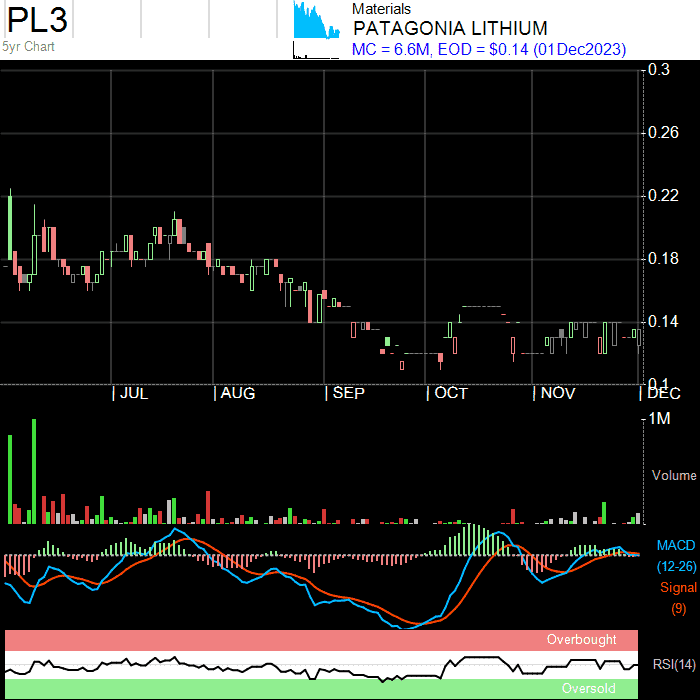 PL3
5yr Chart
Materials
PATAGONIA LITHIUM
MC = 6.6M, EOD = $0.14 (01Dec2023)
0.3
0.26
0.22
0.18
0.14
0.1
JUL AUG SEP OCT NOV DEC
1M
Volume
MACD
(12-26)
Signal
(9)
Overbought
RSI(14)
Oversold